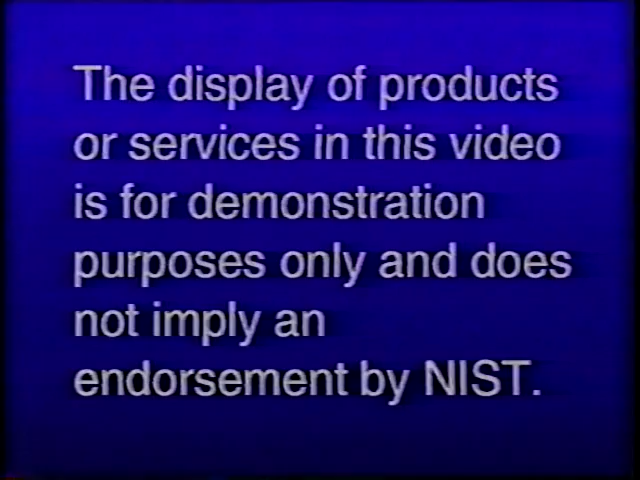 The display of products
or services in this video
is for demonstration
purposes only and does
not imply an
endorsement by NIST.